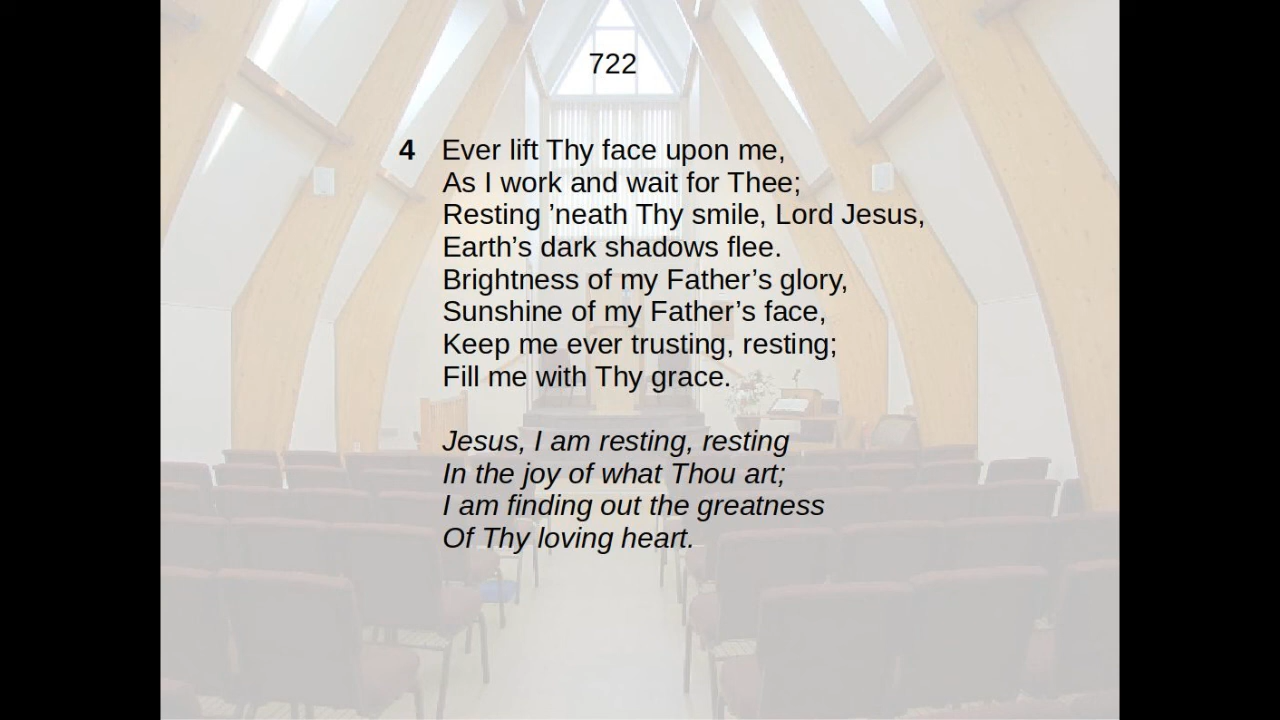 722
4 Ever lift Thy face upon me,
As I work and wait for Thee;
Resting ’neath Thy smile, Lord Jesus,
Earth’s dark shadows flee.
Brightness of my Father’s glory,
Sunshine of my Father’s face,
Keep me ever trusting, resting;
Fill me with Thy grace.
Jesus, I am resting, resting
In the joy of what Thou art;
I am finding out the greatness
Of Thy loving heart.